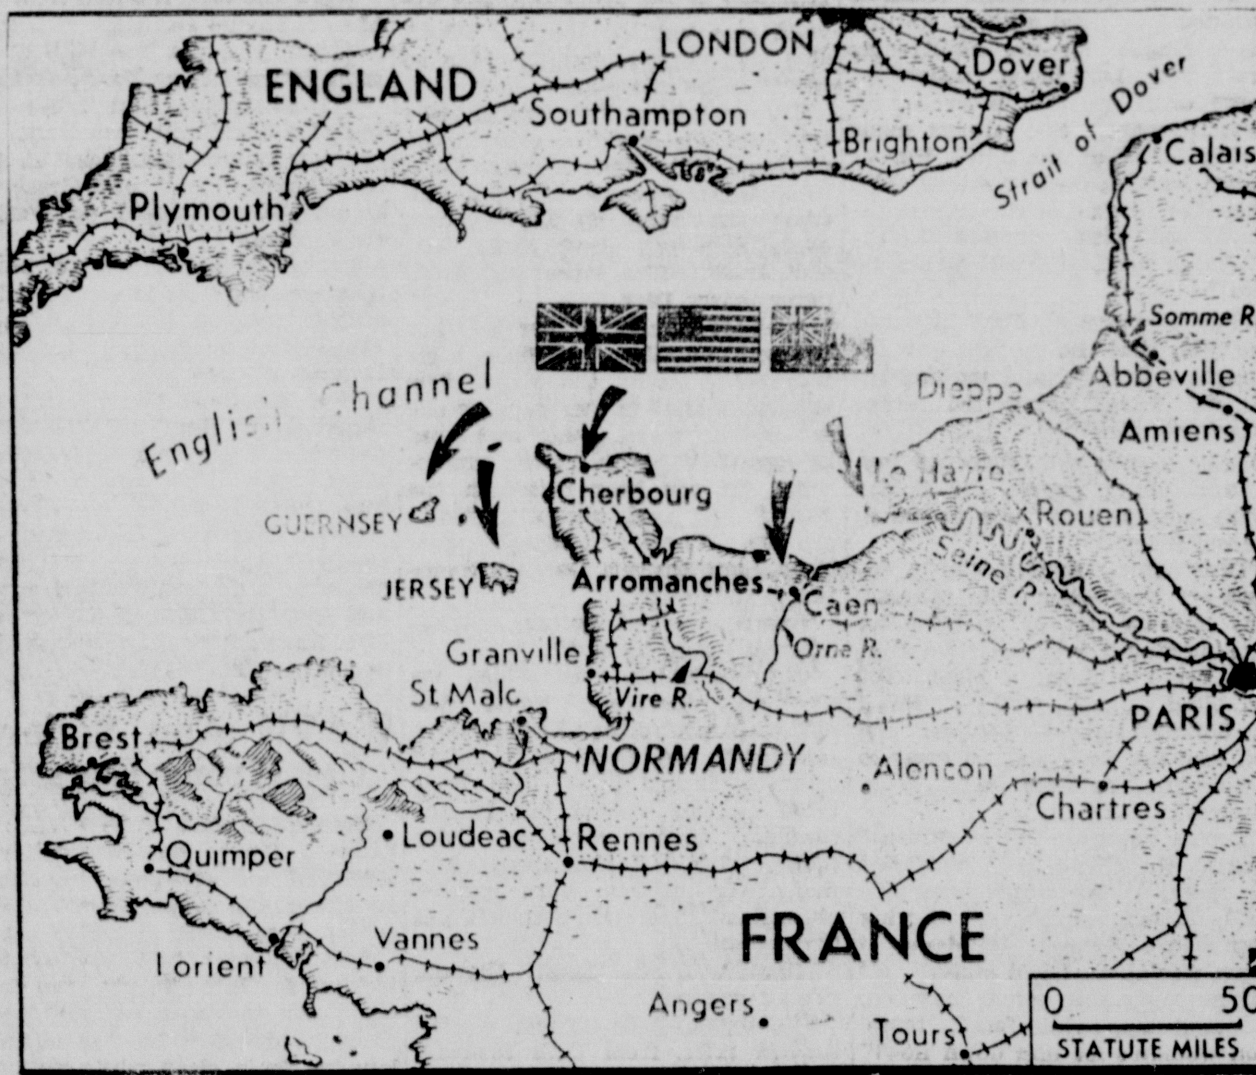 LONDON
ENGLAND
Dover
Southampton
Brighton
Strait of Dover
Calais
Plymouth
Somme R
English Channel
Dieppe
Abbeville
Amiens
Le Havre
Cherbourg
GUERNSEY
Rouen
Seine R.
JERSEY
Arromanches
Caen
Orne R.
Granville
St Malo
Vire R.
PARIS
Brest
NORMANDY
Alencon
Chartres
Loudeac
Rennes
Quimper
FRANCE
Vannes
Lorient
Angers
Tours
0 50
STATUTE MILES